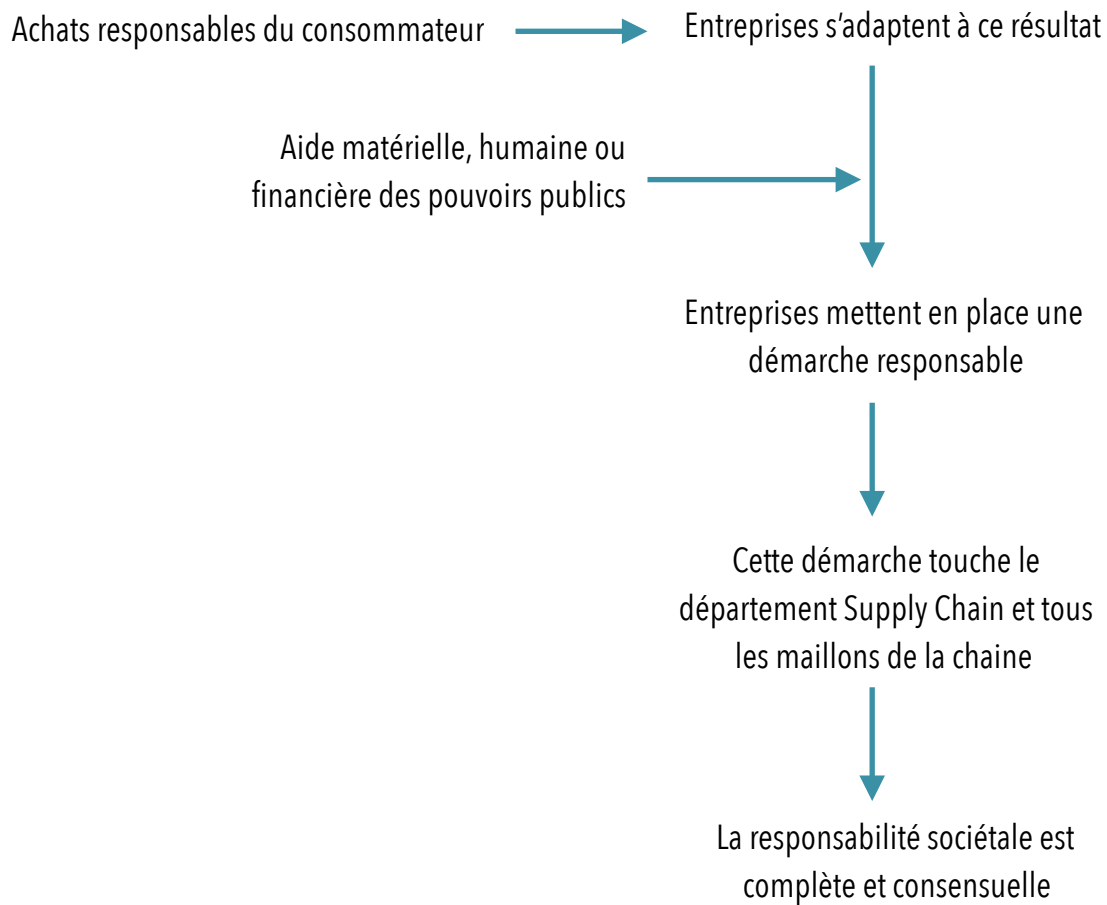 Achats responsables du consommateur
Entreprises s’adaptent à ce résultat
Aide matérielle, humaine ou
financière des pouvoirs publics
Entreprises mettent en place une
démarche responsable
Cette démarche touche le
département Supply Chain et tous
les maillons de la chaine
La responsabilité sociétale est
complète et consensuelle